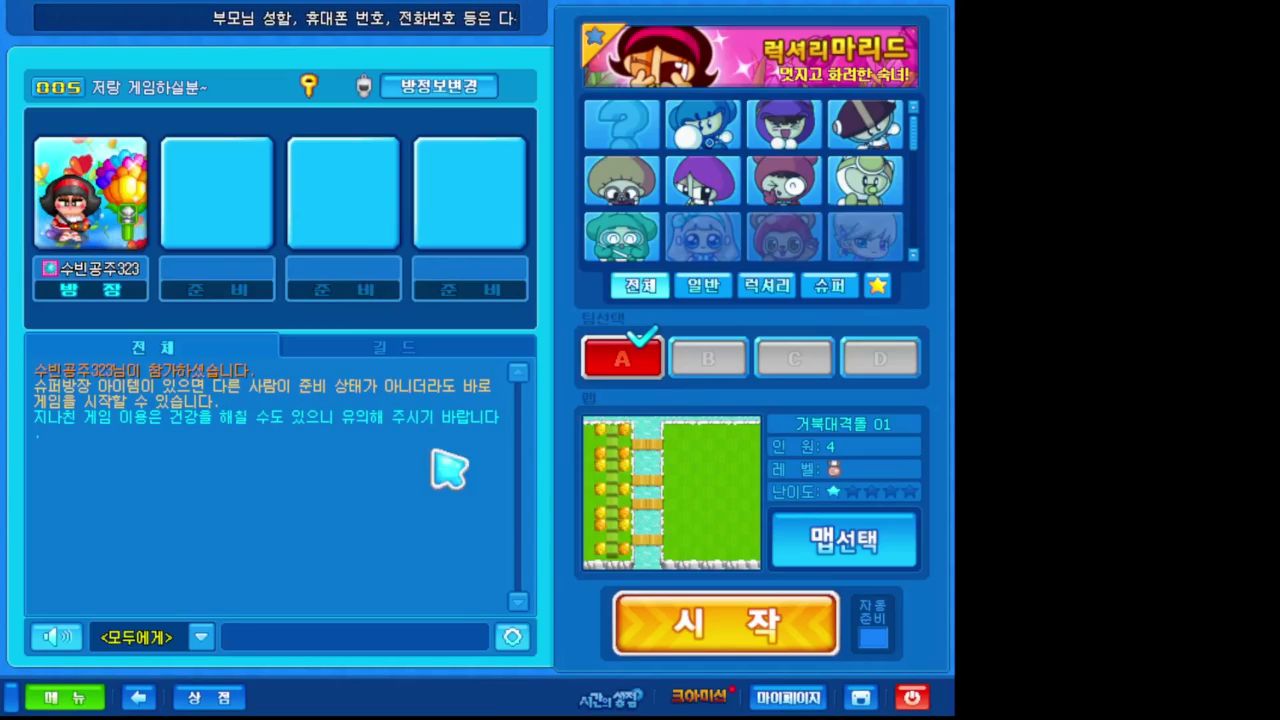 부모님 성함, 휴대폰 번호, 전화번호 등은 다
005 저랑 게임하실분~
방정보변경
수빈공주323
방 장
준 비
준 비
준 비
전 체
길 드
수빈공주323님이 참가하셨습니다.
슈퍼방장 아이템이 있으면 다른 사람이 준비 상태가 아니더라도 바로
게임을 시작할 수 있습니다.
지나친 게임 이용은 건강을 해칠 수도 있으니 유의해 주시기 바랍니다
.
<모두에게>
럭셔리마리드
멋지고 화려한 숙녀!
전체
일반
럭셔리
슈퍼
팀선택
A
B
C
D
맵
거북대격돌 01
인 원: 4
레 벨:
난이도:
맵선택
시 작
자동
준비
메 뉴
상 점
시간의상점
크아미션
마이페이지